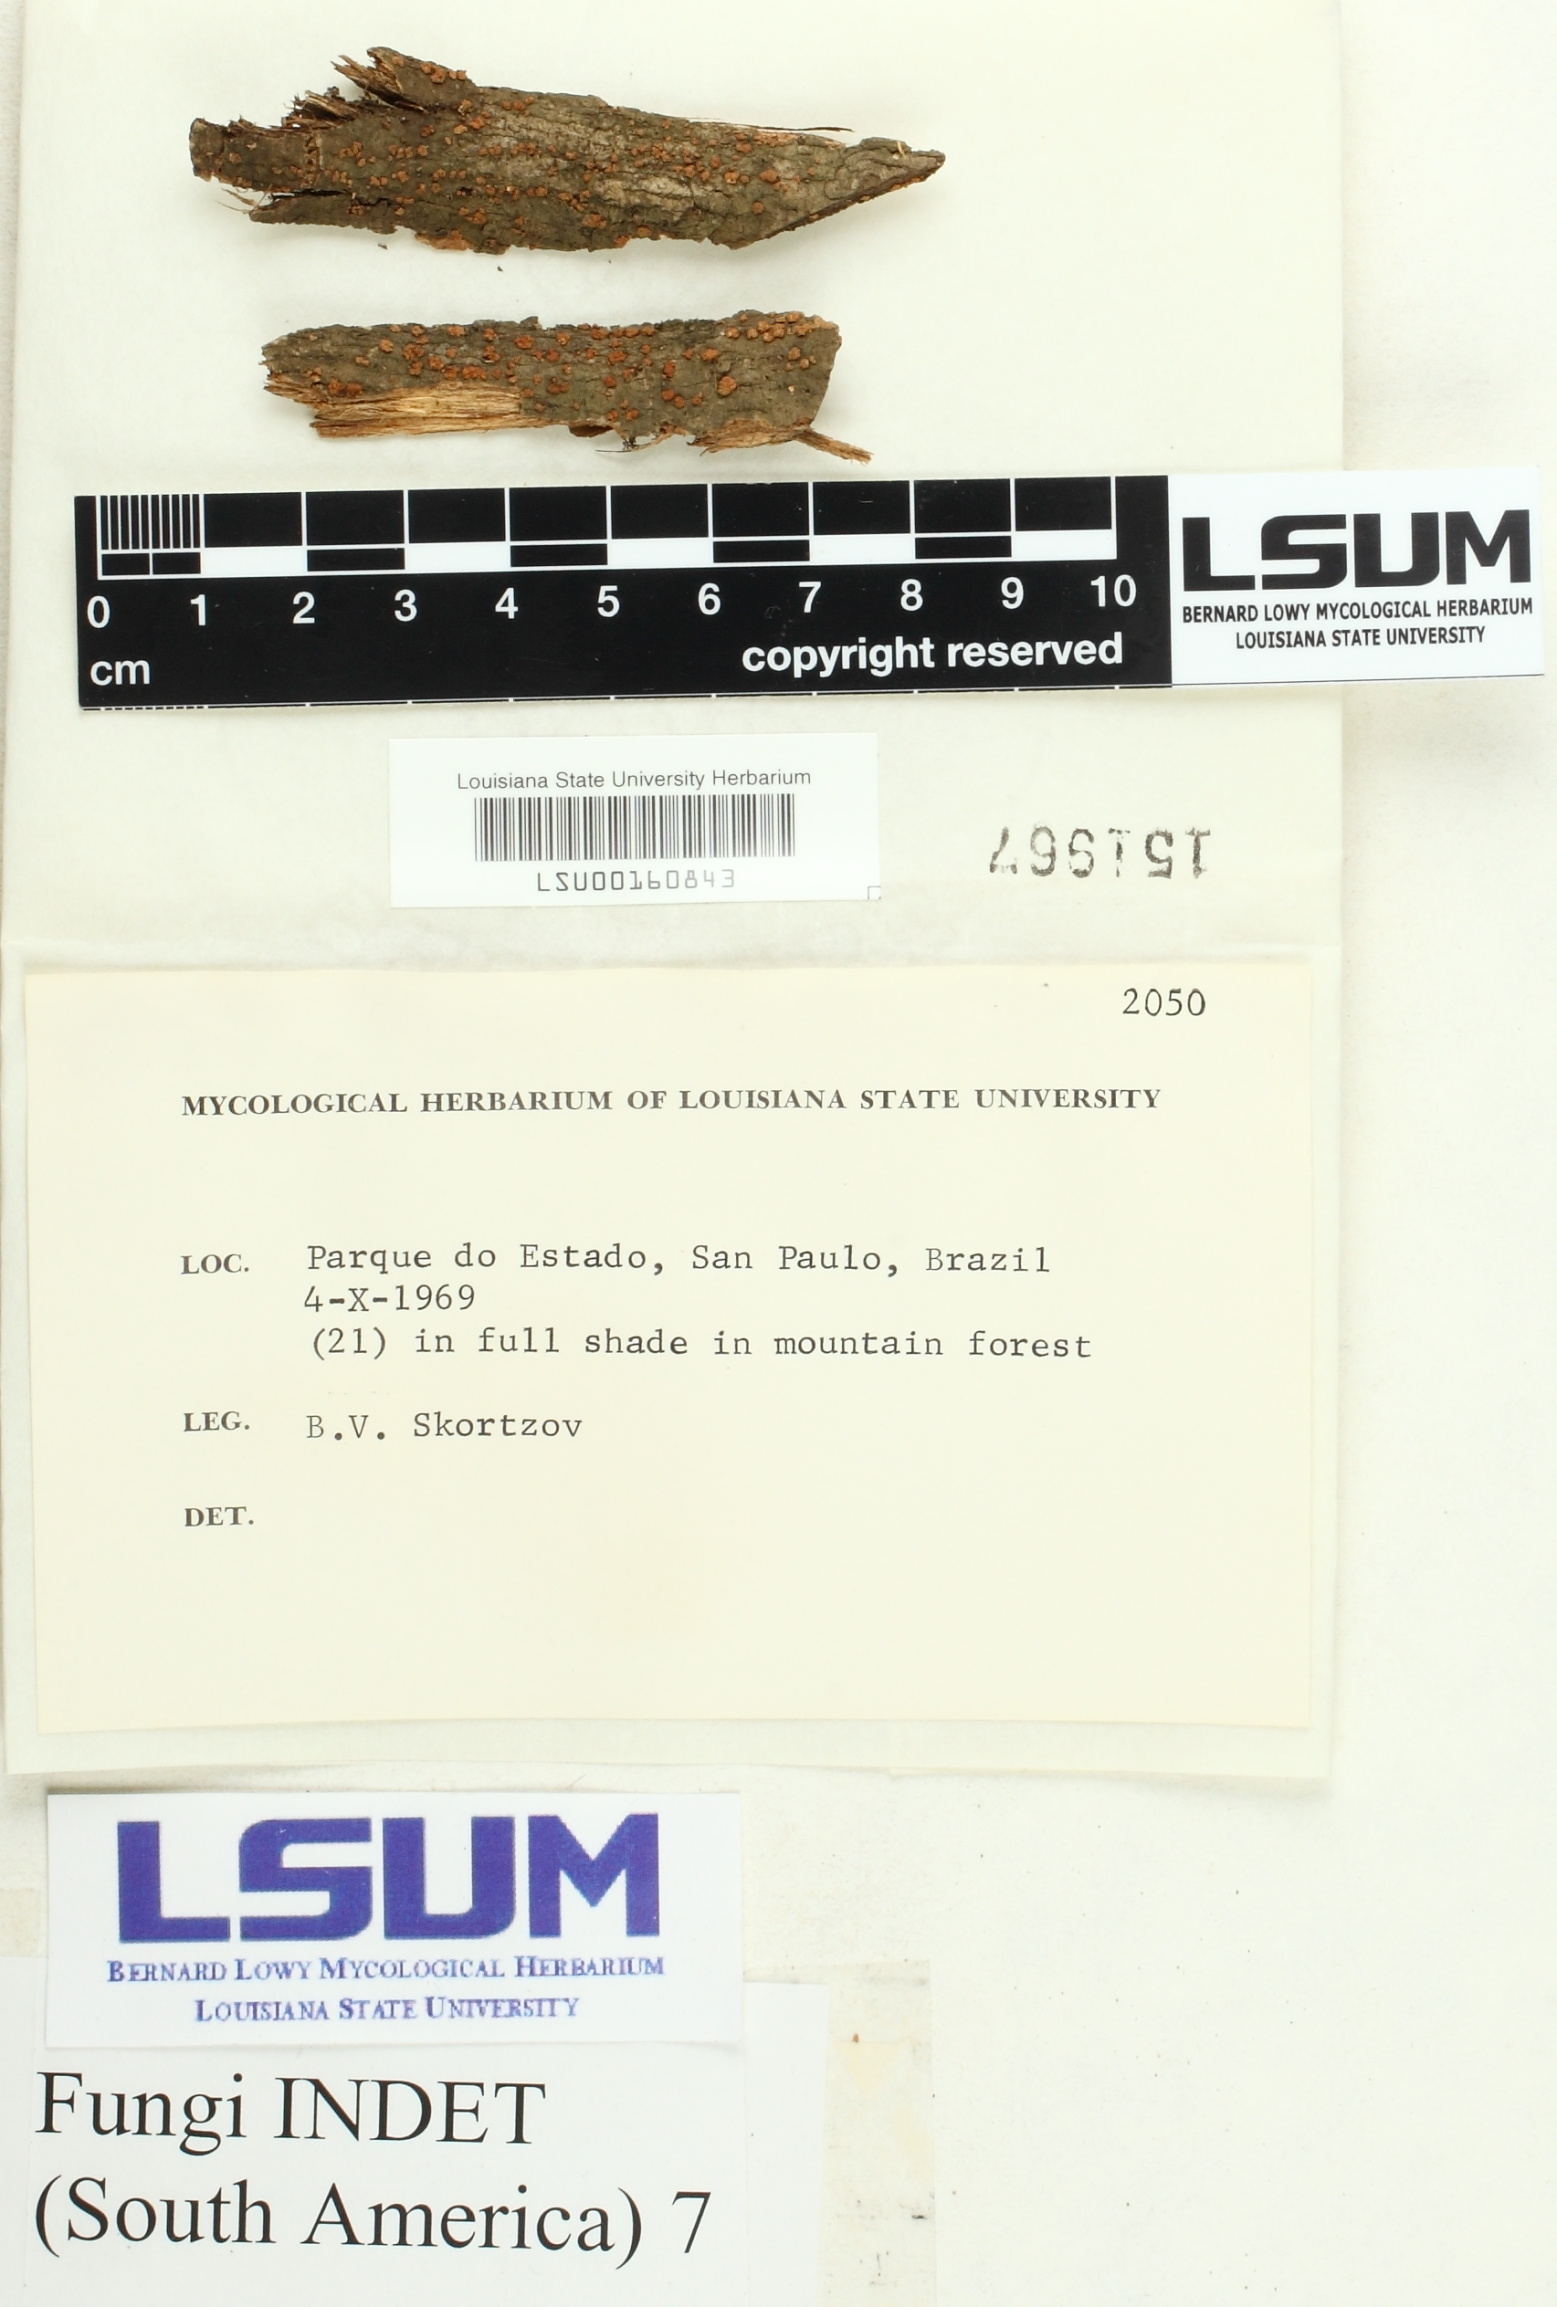 0 1 2 3 4 5 6 7 8 9 10
cm
copyright reserved
LSUM
BERNARD LOWY MYCOLOGICAL HERBARIUM
LOUISIANA STATE UNIVERSITY
Louisiana State University Herbarium
LSU00160843
151967
2050
MYCOLOGICAL HERBARIUM OF LOUISIANA STATE UNIVERSITY
LOC. Parque do Estado, San Paulo, Brazil
4-X-1969
(21) in full shade in mountain forest
LEG. B.V. Skortzov
DET.
LSUM
BERNARD LOWY MYCOLOGICAL HERBARIUM
LOUISIANA STATE UNIVERSITY
Fungi INDET
(South America) 7